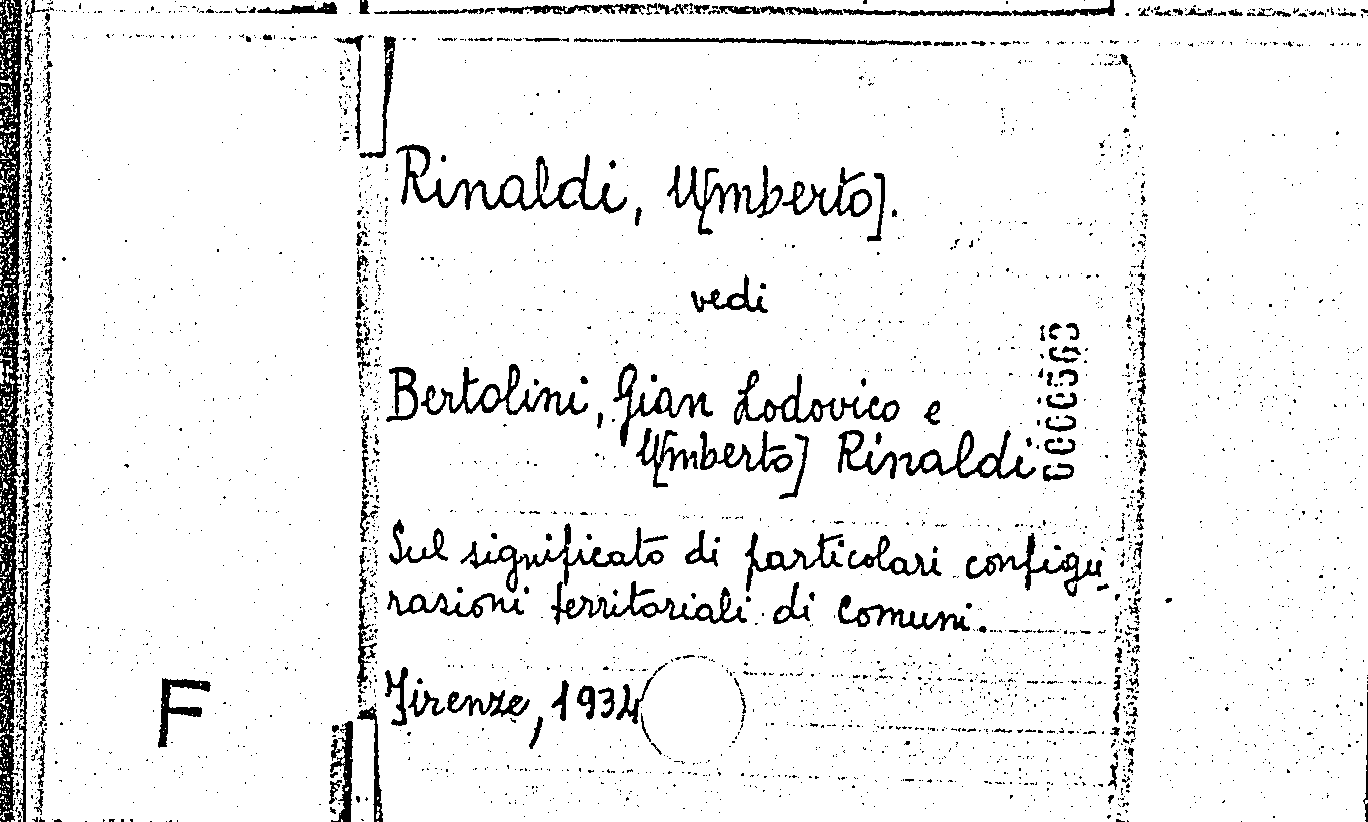 Rinaldi, U[mberto].
vedi
Bertolini, Gian Lodovico e
U[mberto] Rinaldi
0000563
Sul significato di particolari configu-
razioni territoriali di comuni.
Firenze, 1934
F